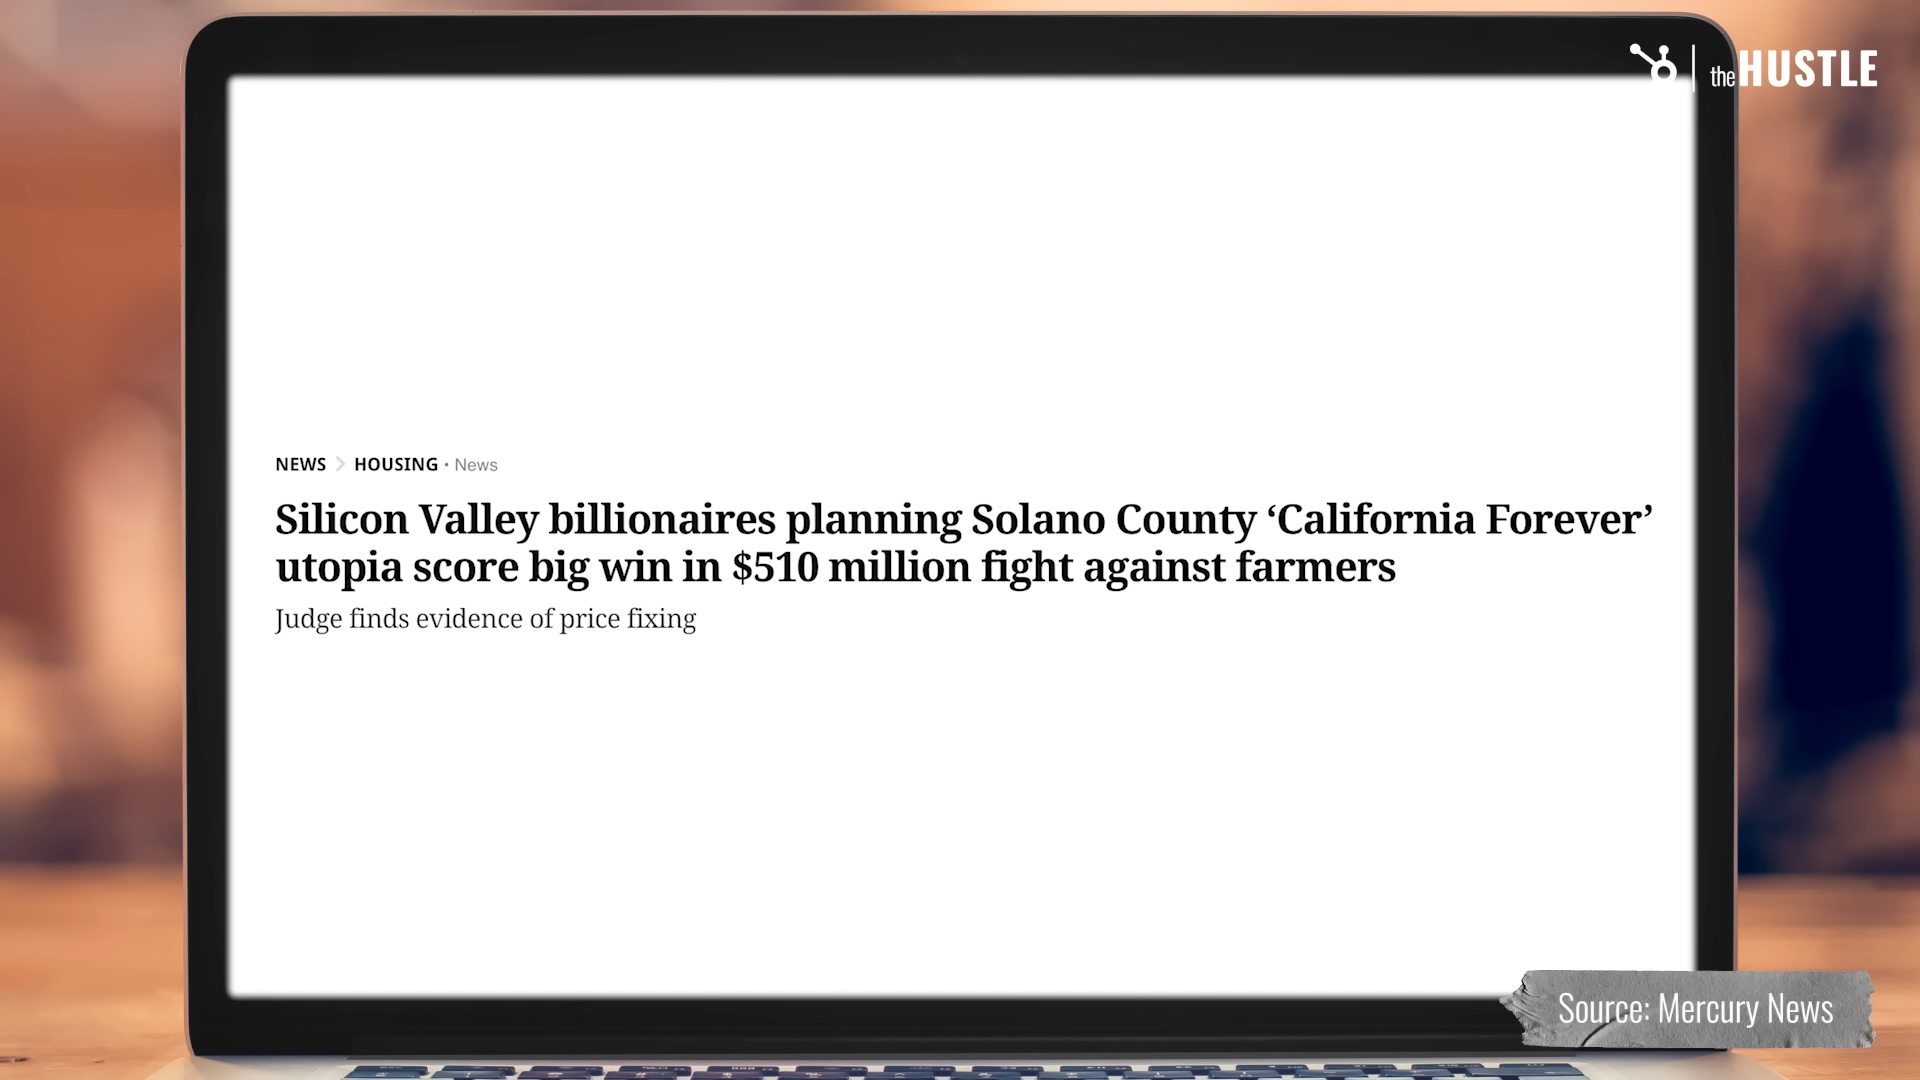 the HUSTLE
NEWS > HOUSING • News
Silicon Valley billionaires planning Solano County ‘California Forever’
utopia score big win in $510 million fight against farmers
Judge finds evidence of price fixing
Source: Mercury News